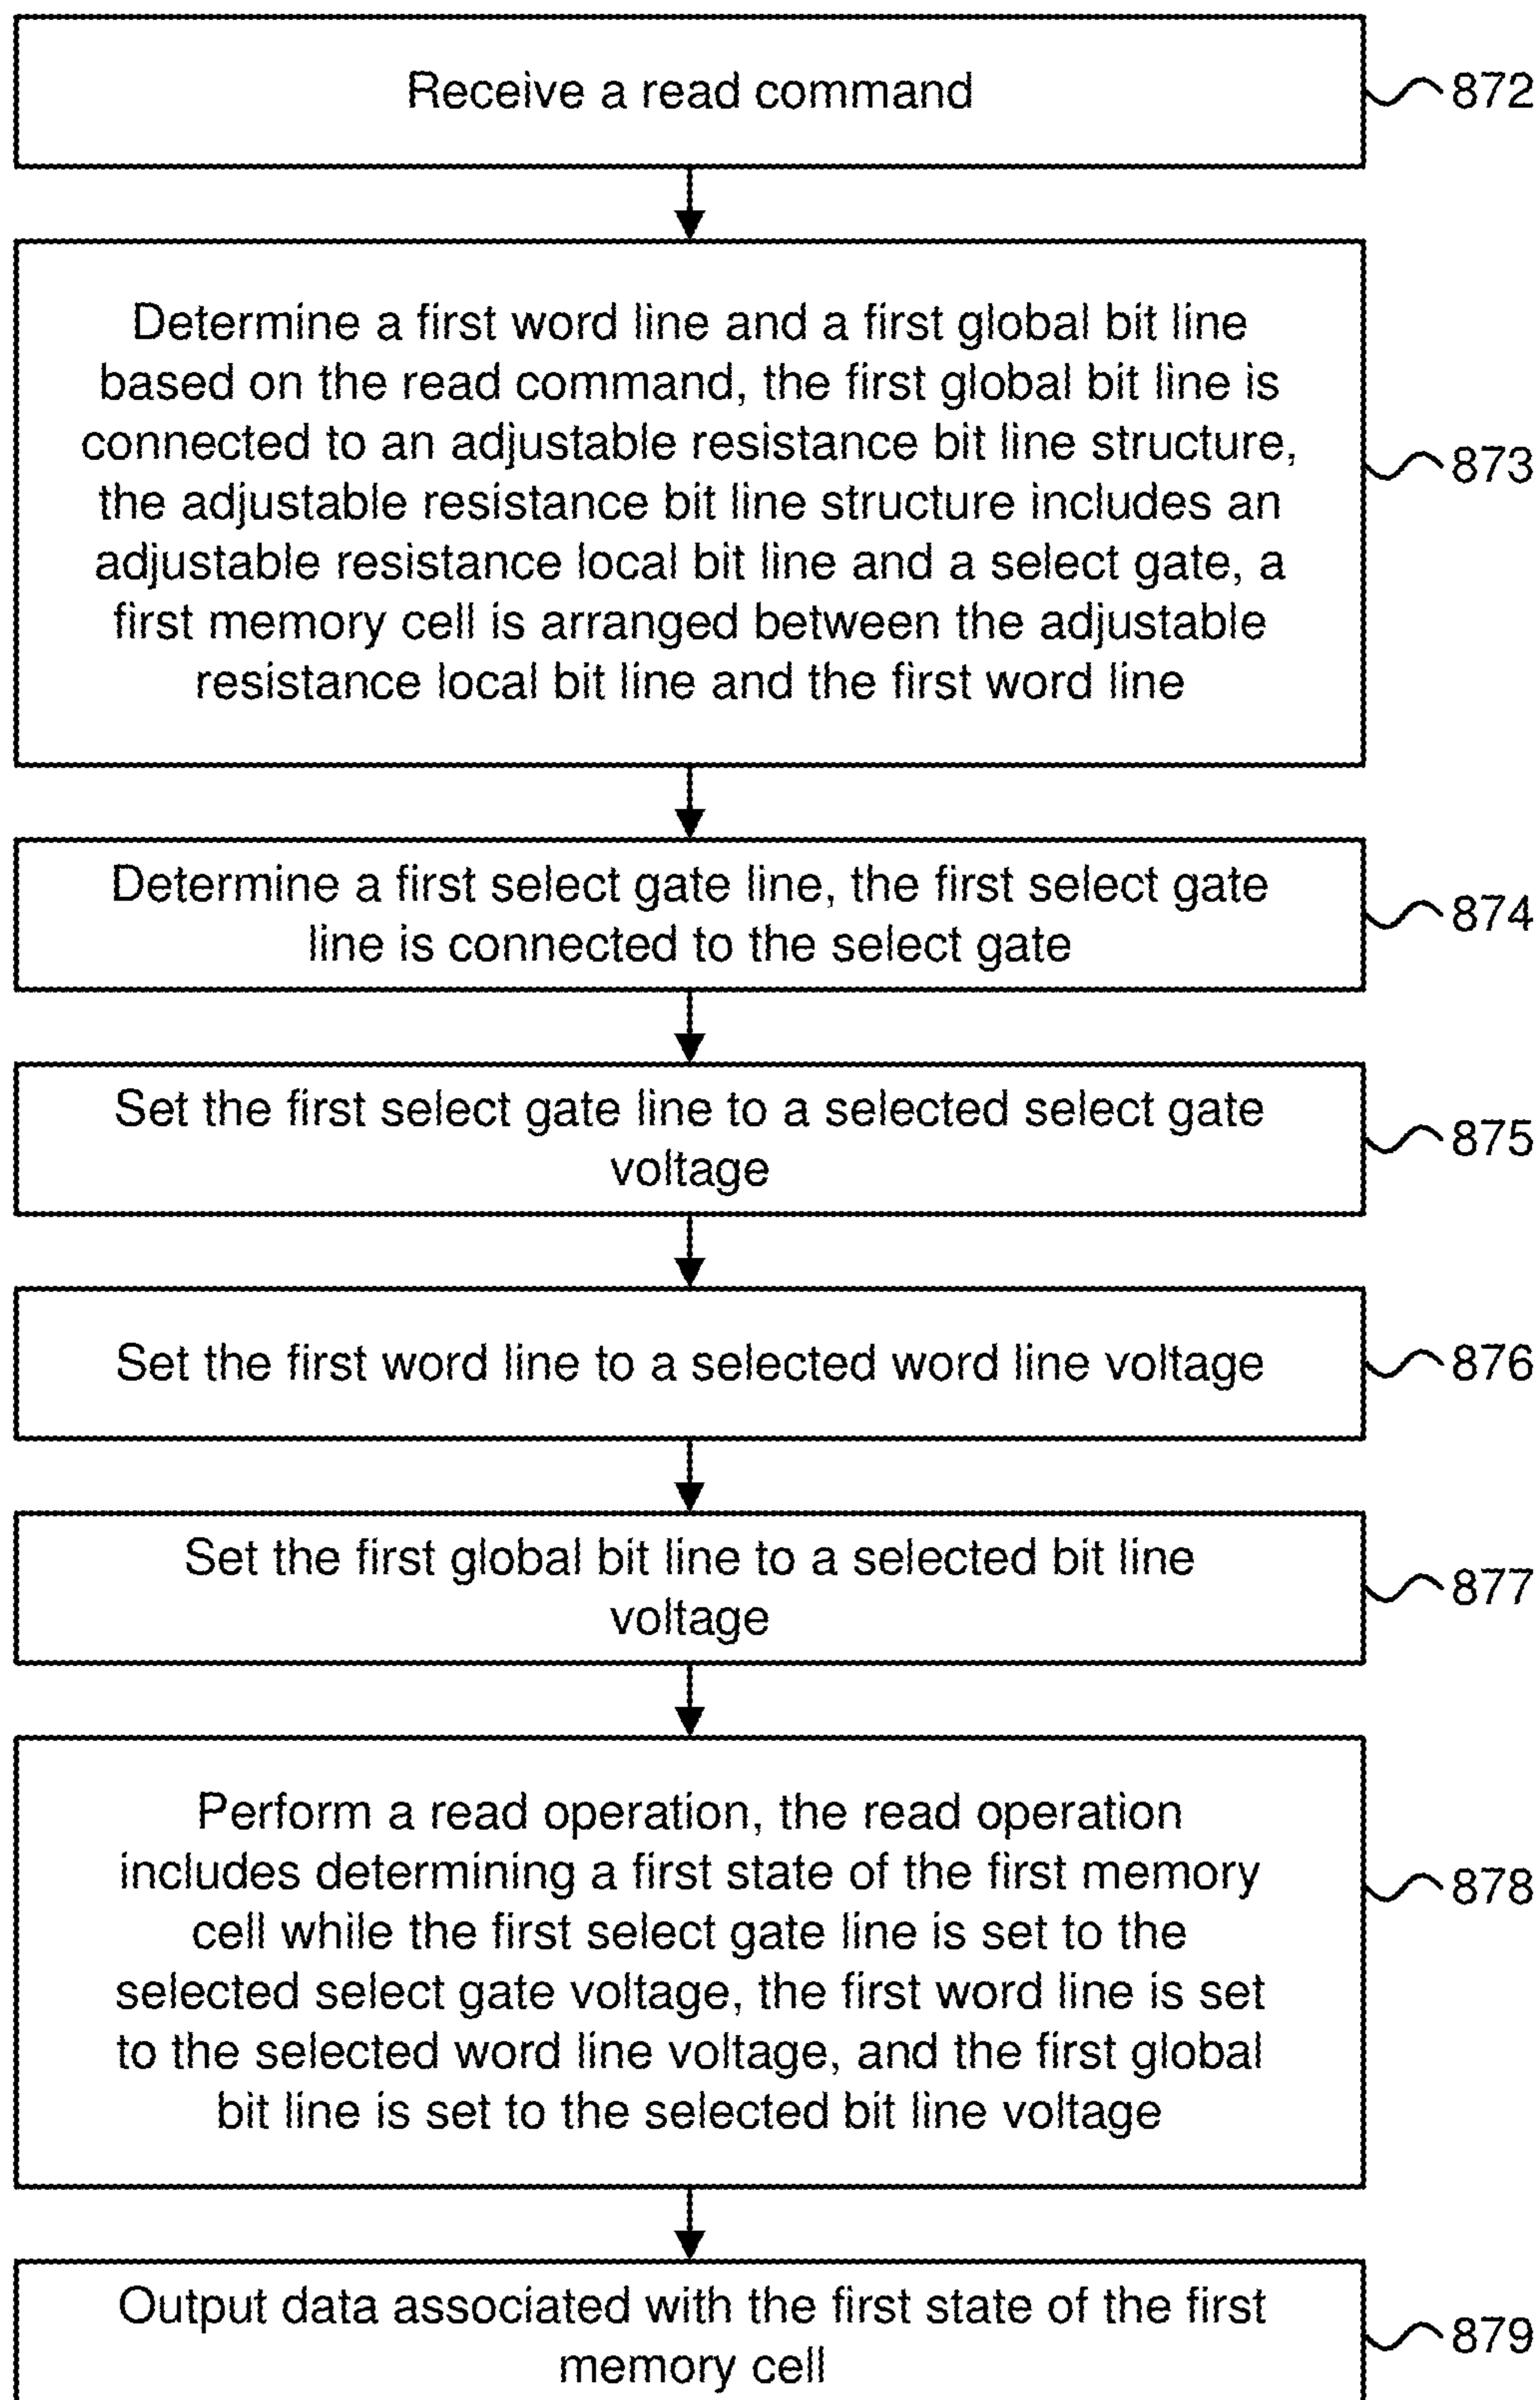 Receive a read command
872
Determine a first word line and a first global bit line
based on the read command, the first global bit line is
connected to an adjustable resistance bit line structure,
the adjustable resistance bit line structure includes an
adjustable resistance local bit line and a select gate, a
first memory cell is arranged between the adjustable
resistance local bit line and the first word line
873
Determine a first select gate line, the first select gate
line is connected to the select gate
874
Set the first select gate line to a selected select gate
voltage
875
Set the first word line to a selected word line voltage
876
Set the first global bit line to a selected bit line
voltage
877
Perform a read operation, the read operation
includes determining a first state of the first memory
cell while the first select gate line is set to the
selected select gate voltage, the first word line is set
to the selected word line voltage, and the first global
bit line is set to the selected bit line voltage
878
Output data associated with the first state of the first
memory cell
879